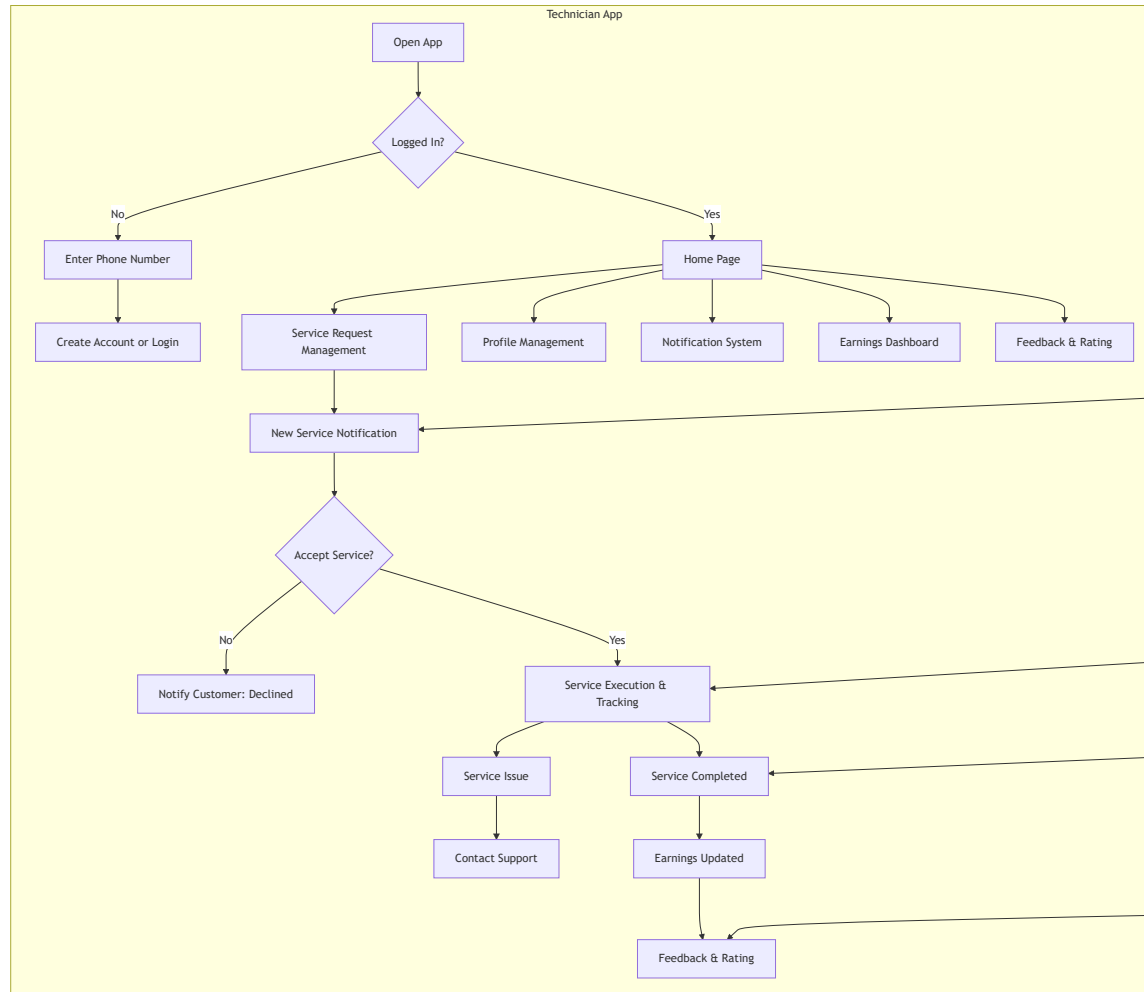 Technician App
Open App
Logged In?
No
Yes
Enter Phone Number
Home Page
Create Account or Login
Service Request
Management
Profile Management
Notification System
Earnings Dashboard
Feedback & Rating
New Service Notification
Accept Service?
No
Yes
Notify Customer: Declined
Service Execution &
Tracking
Service Issue
Service Completed
Contact Support
Earnings Updated
Feedback & Rating